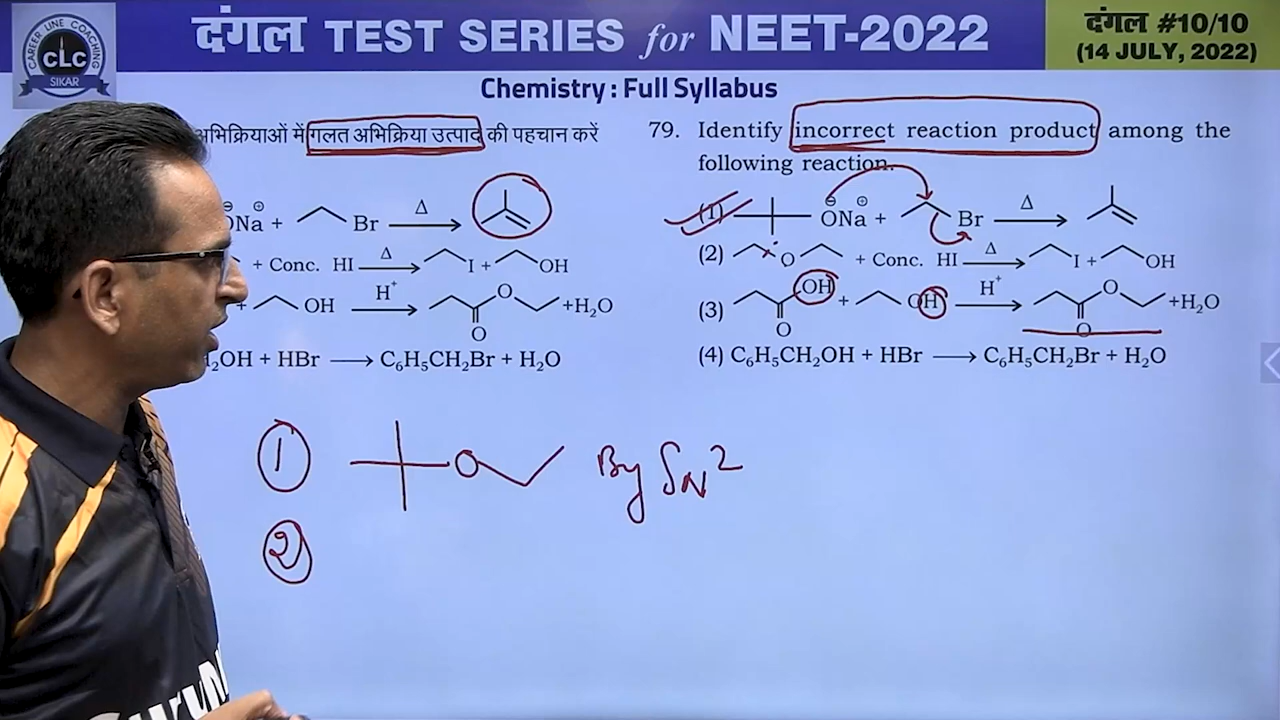 CAREER LINE COACHING
CLC
SIKAR
दंगल TEST SERIES for NEET-2022
दंगल #10/10
(14 JULY, 2022)
Chemistry : Full Syllabus
अभिक्रियाओं में गलत अभिक्रिया उत्पाद की पहचान करें
ONa + Br Δ
+ Conc. HI Δ I + OH
+ OH H⁺ O O +H₂O
₂OH + HBr ⟶ C₆H₅CH₂Br + H₂O
79. Identify incorrect reaction product among the
following reaction.
(1) ⊖ ⊕ ONa + Br Δ
(2) O + Conc. HI Δ I + OH
(3) OH O + OH H⁺ O O +H₂O
(4) C₆H₅CH₂OH + HBr ⟶ C₆H₅CH₂Br + H₂O
① O By SN²
②